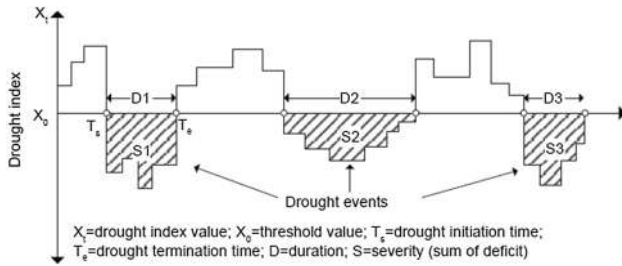 Xt
D1
D2
D3
Drought index
X0
Ts
Te
S1
S2
S3
Drought events
Xt=drought index value; X0=threshold value; Ts=drought initiation time;
Te=drought termination time; D=duration; S=severity (sum of deficit)